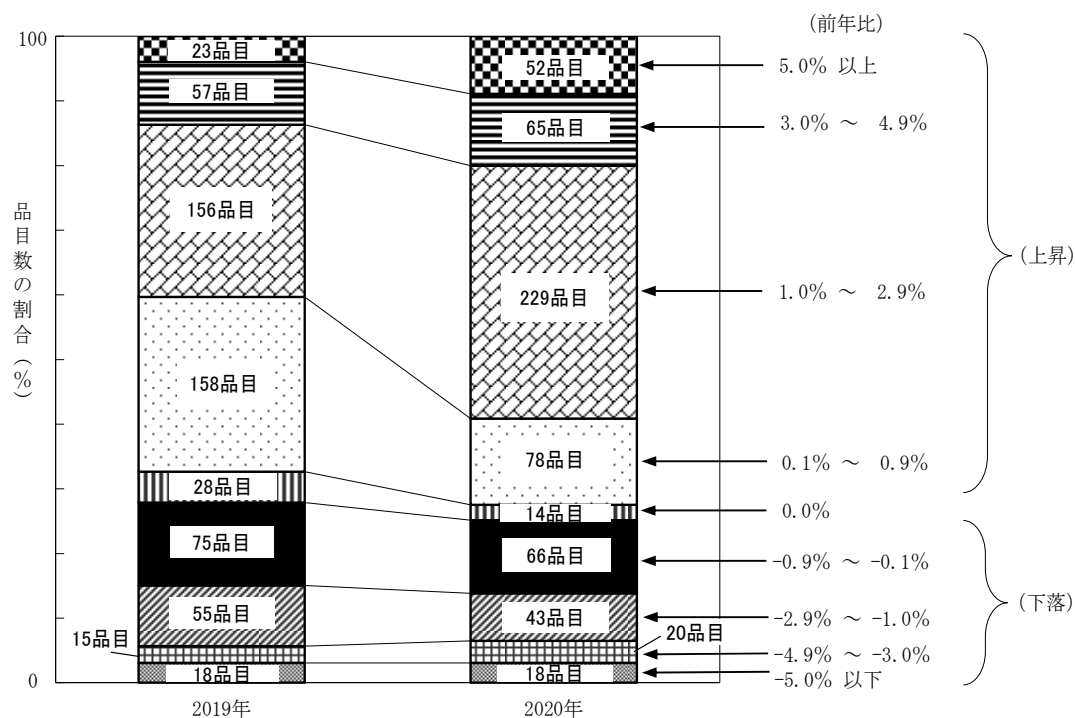 (前年比)
100
23品目
57品目
156品目
158品目
28品目
75品目
55品目
15品目
18品目
0
2019年
52品目
65品目
229品目
78品目
14品目
66品目
43品目
20品目
18品目
2020年
5.0% 以上
3.0% ～ 4.9%
1.0% ～ 2.9%
0.1% ～ 0.9%
0.0%
-0.9% ～ -0.1%
-2.9% ～ -1.0%
-4.9% ～ -3.0%
-5.0% 以下
(上昇)
(下落)
品目数の割合(%)